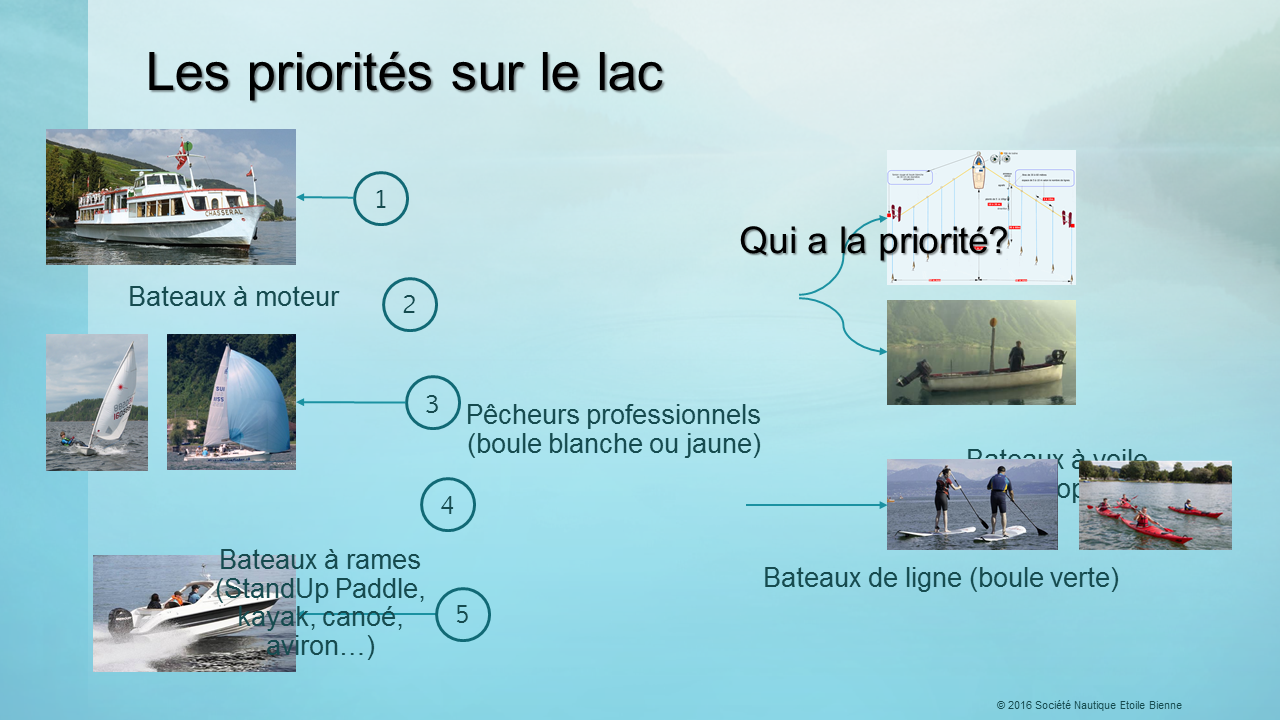 Les priorités sur le lac
CHASSERAL
1
Qui a la priorité?
Bateaux à moteur
2
3
Pêcheurs professionnels
(boule blanche ou jaune)
Bateaux à voile
4
Bateaux à rames
(StandUp Paddle,
kayak, canoé,
aviron…)
Bateaux de ligne (boule verte)
5
© 2016 Société Nautique Etoile Bienne